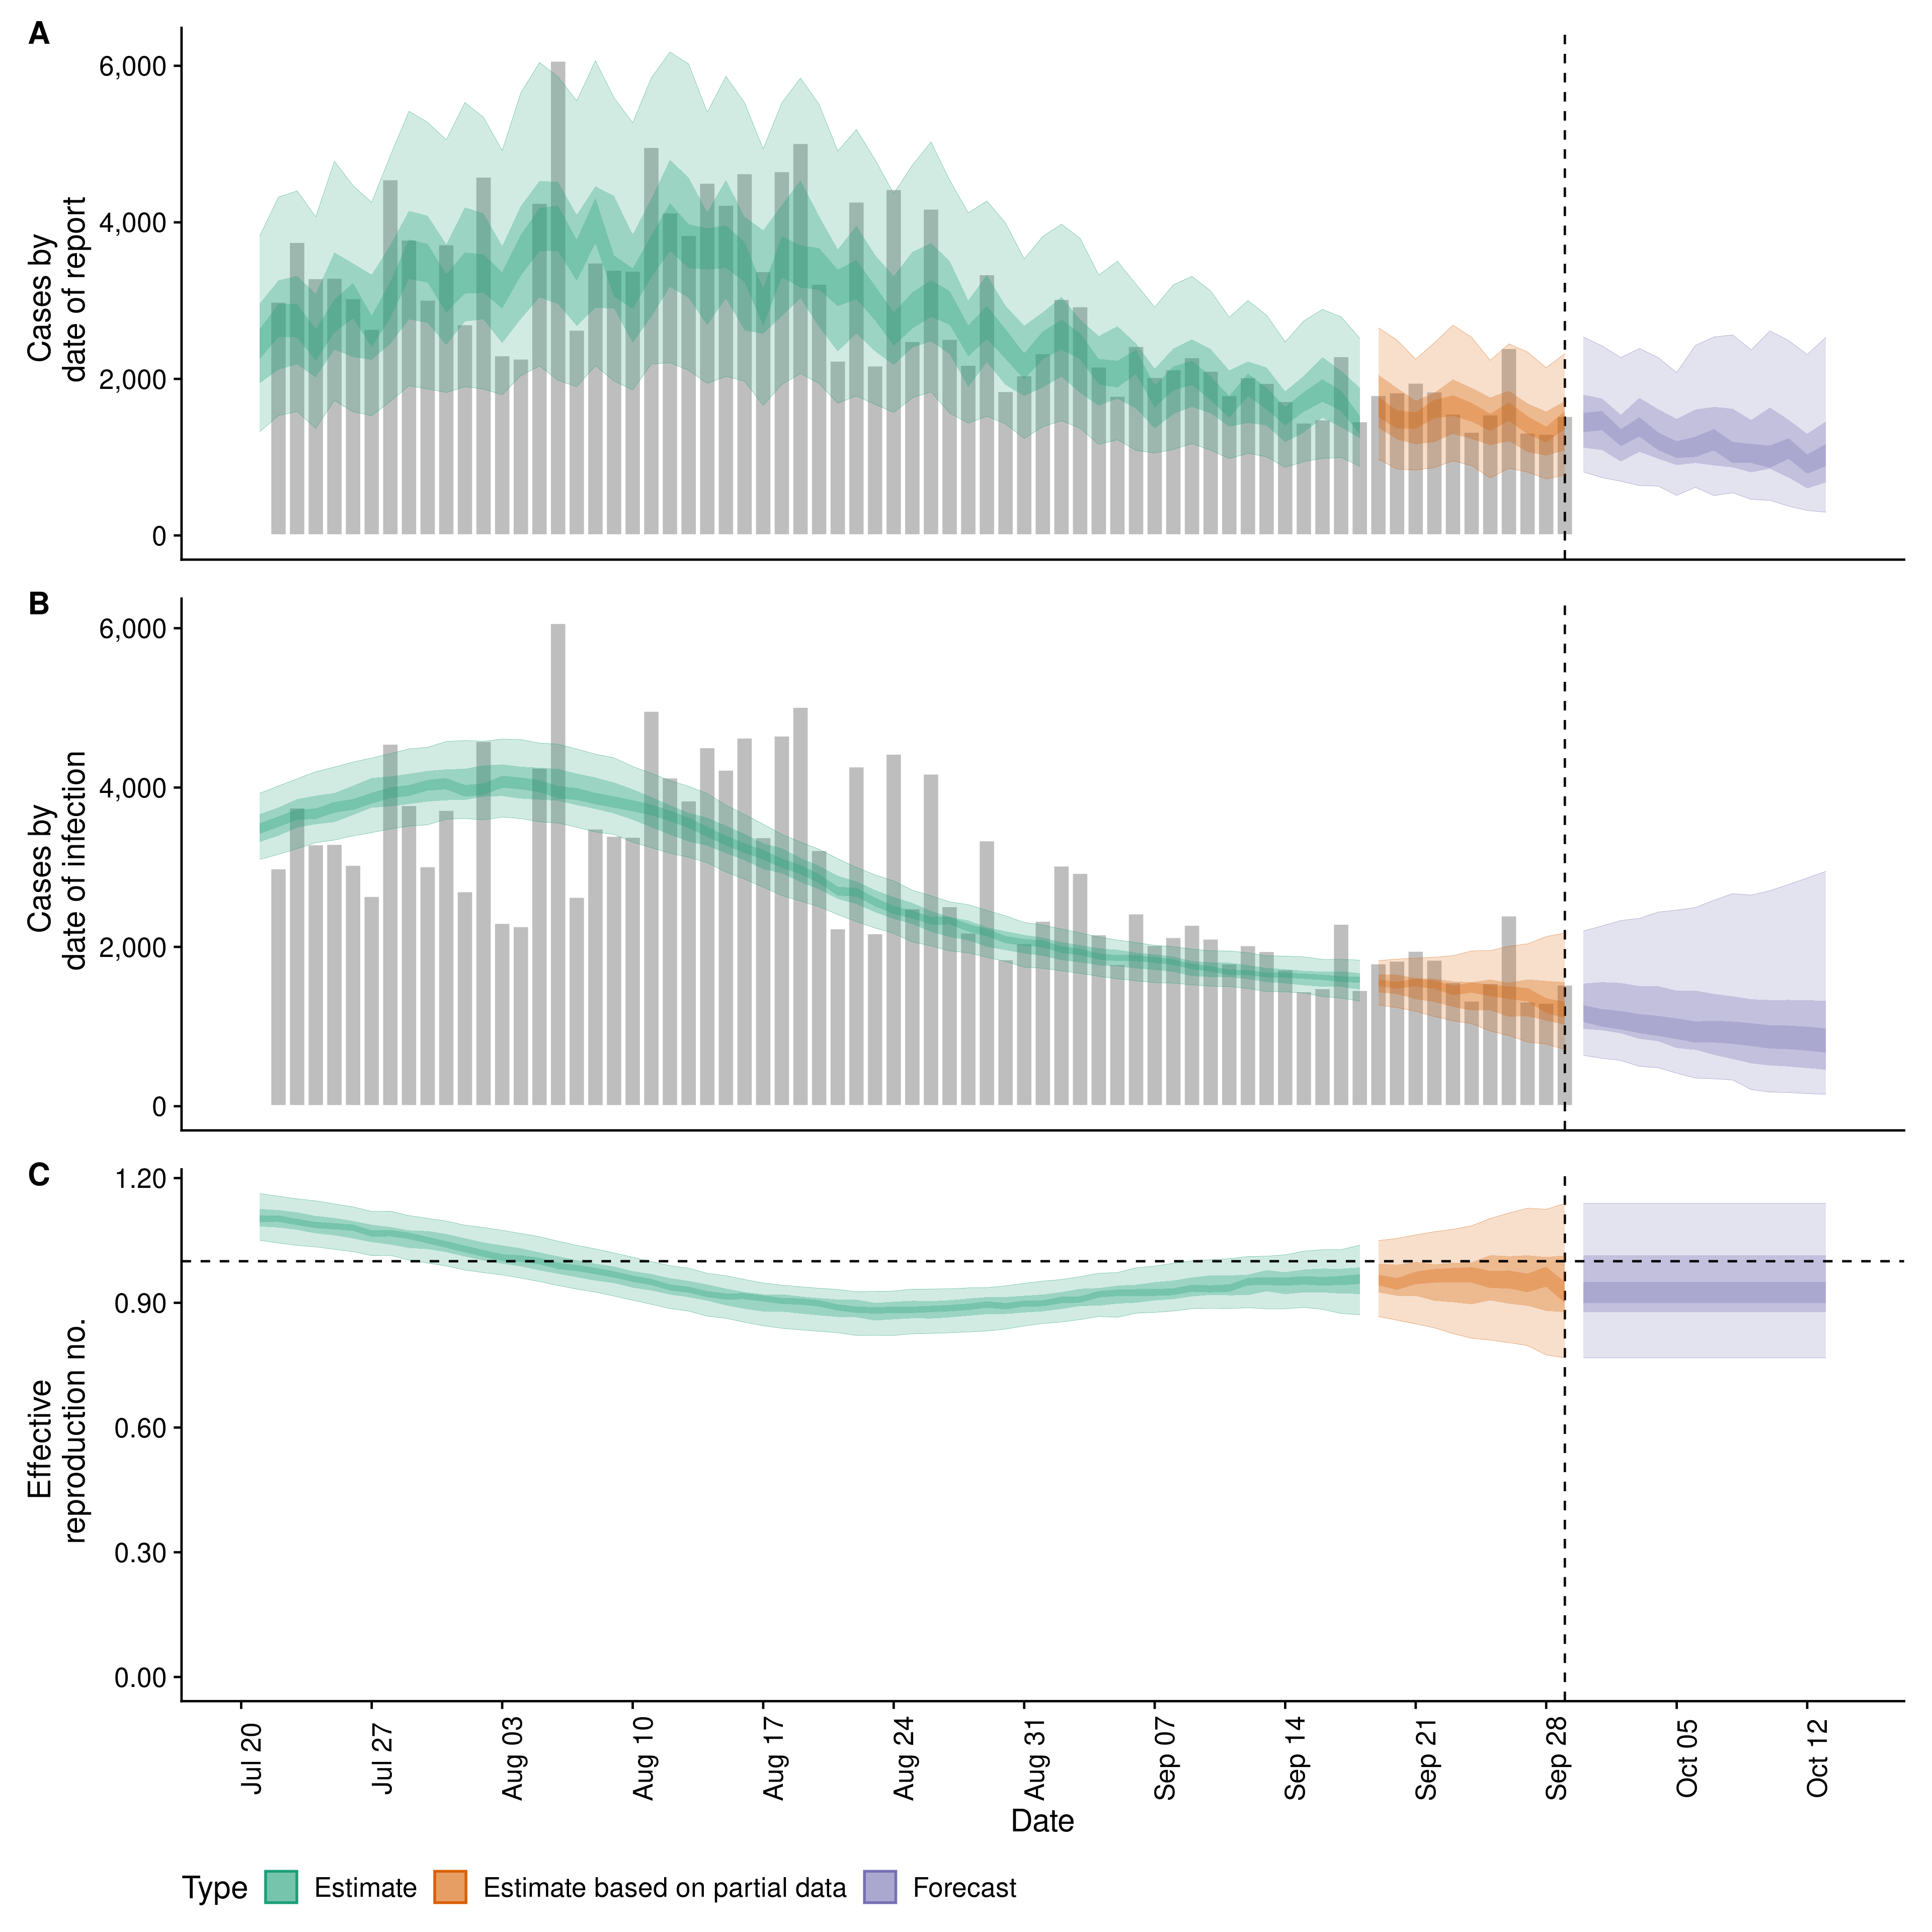 A
Cases by
date of report
6,000
4,000
2,000
0
B
Cases by
date of infection
6,000
4,000
2,000
0
C
Effective
reproduction no.
1.20
0.90
0.60
0.30
0.00
Jul 20
Jul 27
Aug 03
Aug 10
Aug 17
Aug 24
Aug 31
Sep 07
Sep 14
Sep 21
Sep 28
Oct 05
Oct 12
Date
Type
Estimate
Estimate based on partial data
Forecast